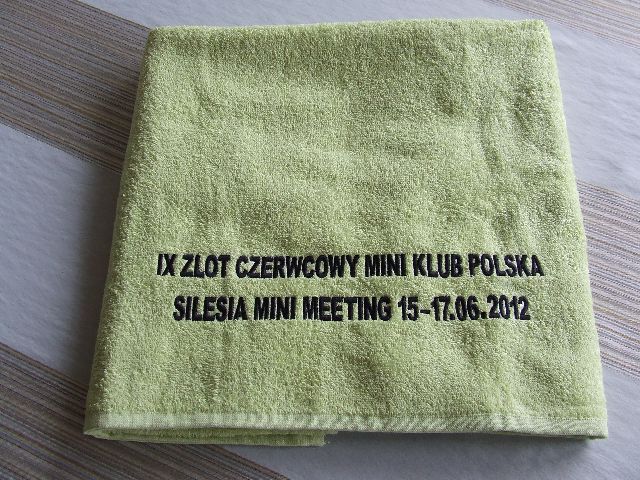 IX ZLOT CZERWCOWY MINI KLUB POLSKA
SILESIA MINI MEETING 15-17.06.2012